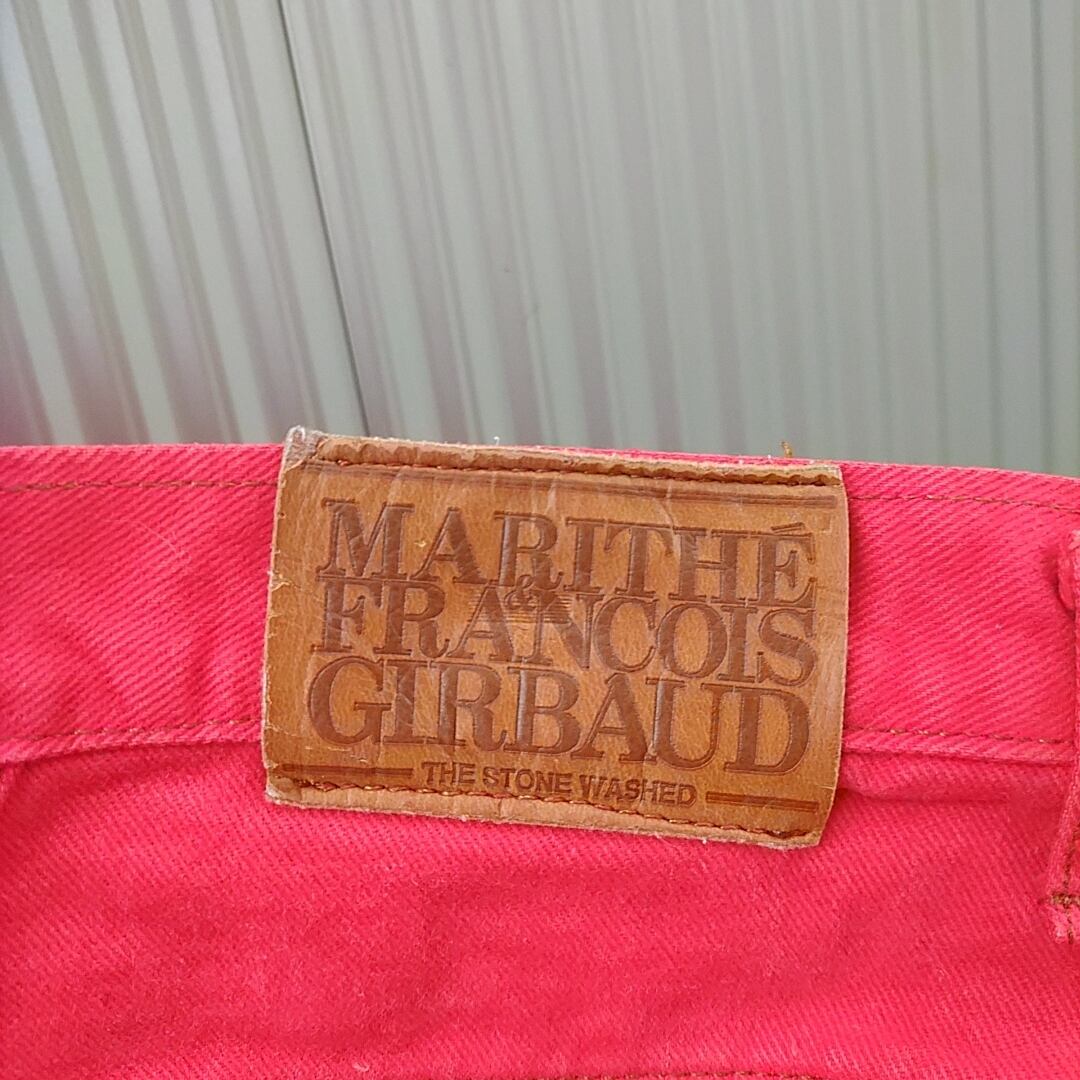 MARITHÉ
&
FRANCOIS
GIRBAUD
THE STONE WASHED